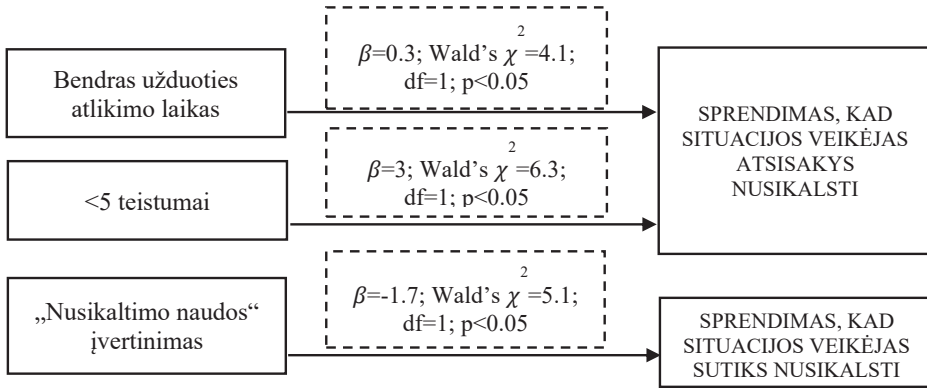 Bendras užduoties
atlikimo laikas
β=0.3; Wald's χ²=4.1;
df=1; p<0.05
<5 teistumai
β=3; Wald's χ²=6.3;
df=1; p<0.05
SPRENDIMAS, KAD
SITUACIJOS VEIKĖJAS
ATSISAKYS
NUSIKALSTI
„Nusikaltimo naudos“
įvertinimas
β=-1.7; Wald's χ²=5.1;
df=1; p<0.05
SPRENDIMAS, KAD
SITUACIJOS VEIKĖJAS
SUTIKS NUSIKALSTI